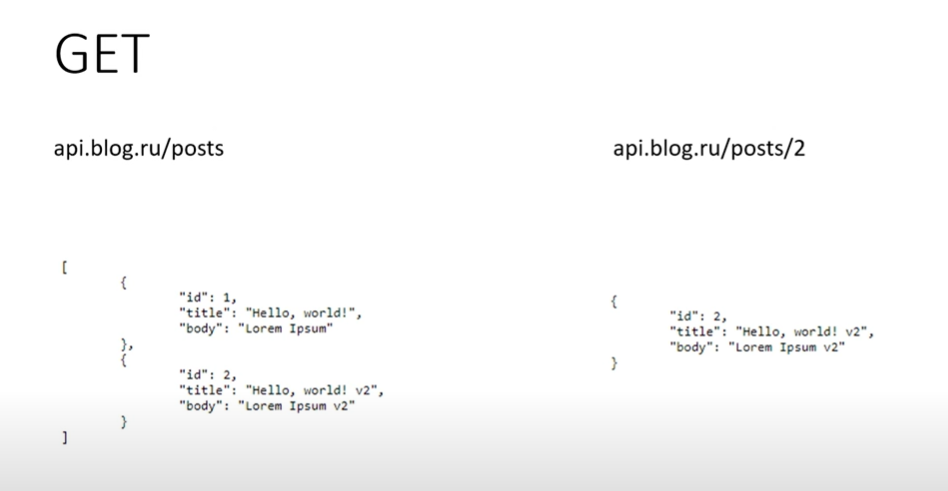 GET
api.blog.ru/posts
[
{
"id": 1,
"title": "Hello, world!",
"body": "Lorem Ipsum"
},
{
"id": 2,
"title": "Hello, world! v2",
"body": "Lorem Ipsum v2"
}
]
api.blog.ru/posts/2
{
"id": 2,
"title": "Hello, world! v2",
"body": "Lorem Ipsum v2"
}